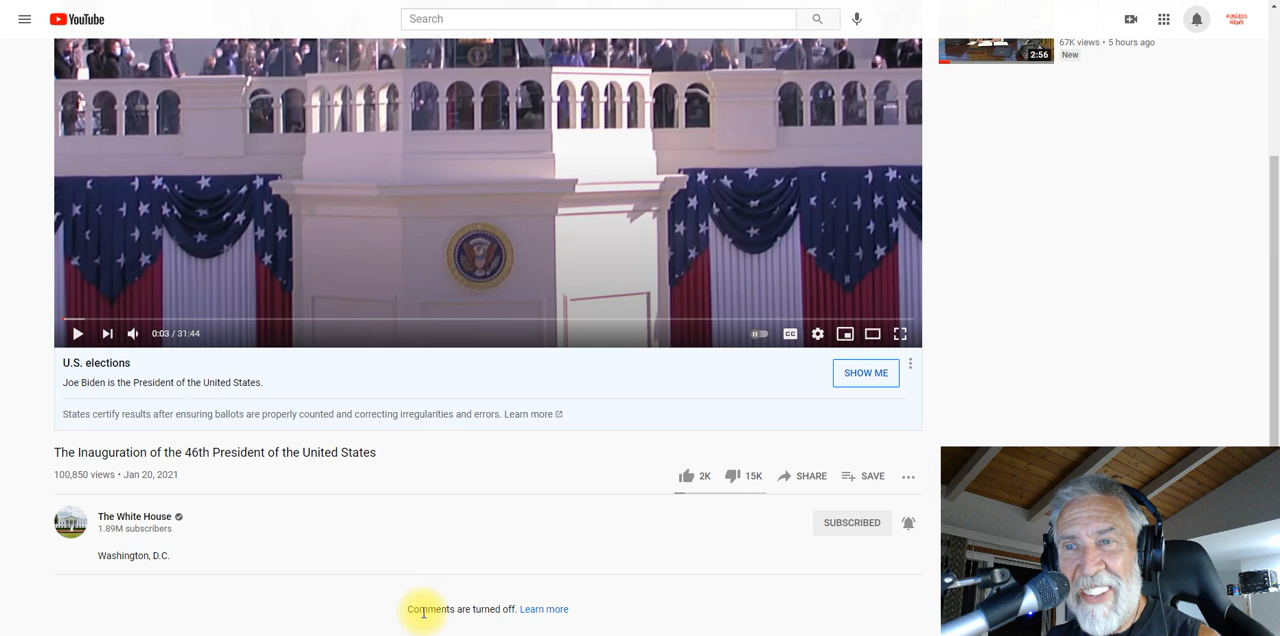 YouTube
Search
AIMLESS NEWS
67K views • 5 hours ago
2:56
New
0:03 / 31:44
CC
U.S. elections
Joe Biden is the President of the United States.
SHOW ME
States certify results after ensuring ballots are properly counted and correcting irregularities and errors. Learn more
The Inauguration of the 46th President of the United States
100,850 views • Jan 20, 2021
2K
15K
SHARE
SAVE
The White House
1.89M subscribers
SUBSCRIBED
Washington, D.C.
Comments are turned off. Learn more